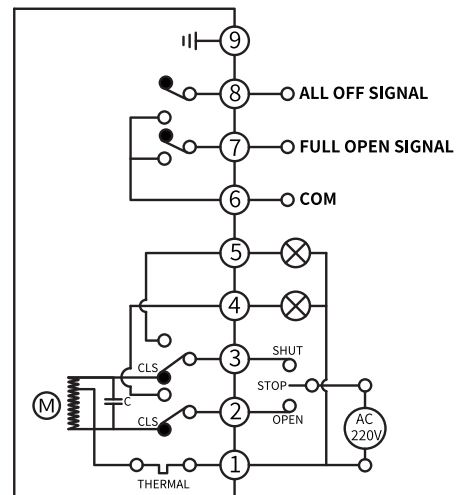 9
8 ALL OFF SIGNAL
7 FULL OPEN SIGNAL
6 COM
5
4
3 SHUT
CLS
STOP
C
M
CLS
2
OPEN
AC
220V
1
THERMAL